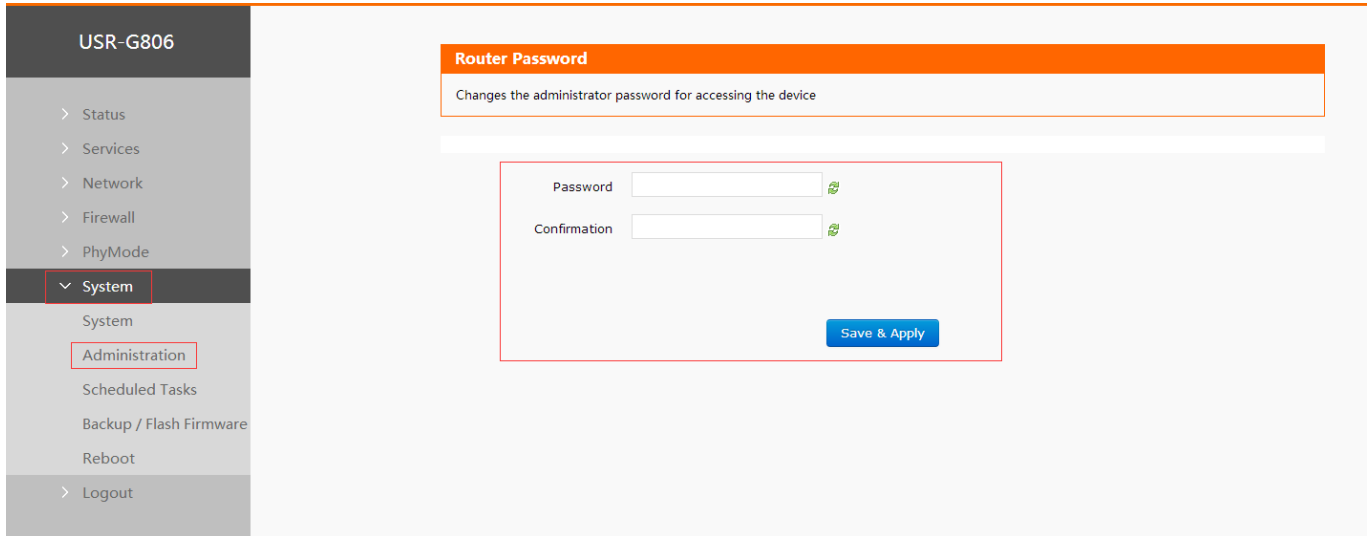 USR-G806
Status
Services
Network
Firewall
PhyMode
System
System
Administration
Scheduled Tasks
Backup / Flash Firmware
Reboot
Logout
Router Password
Changes the administrator password for accessing the device
Password
Confirmation
Save & Apply